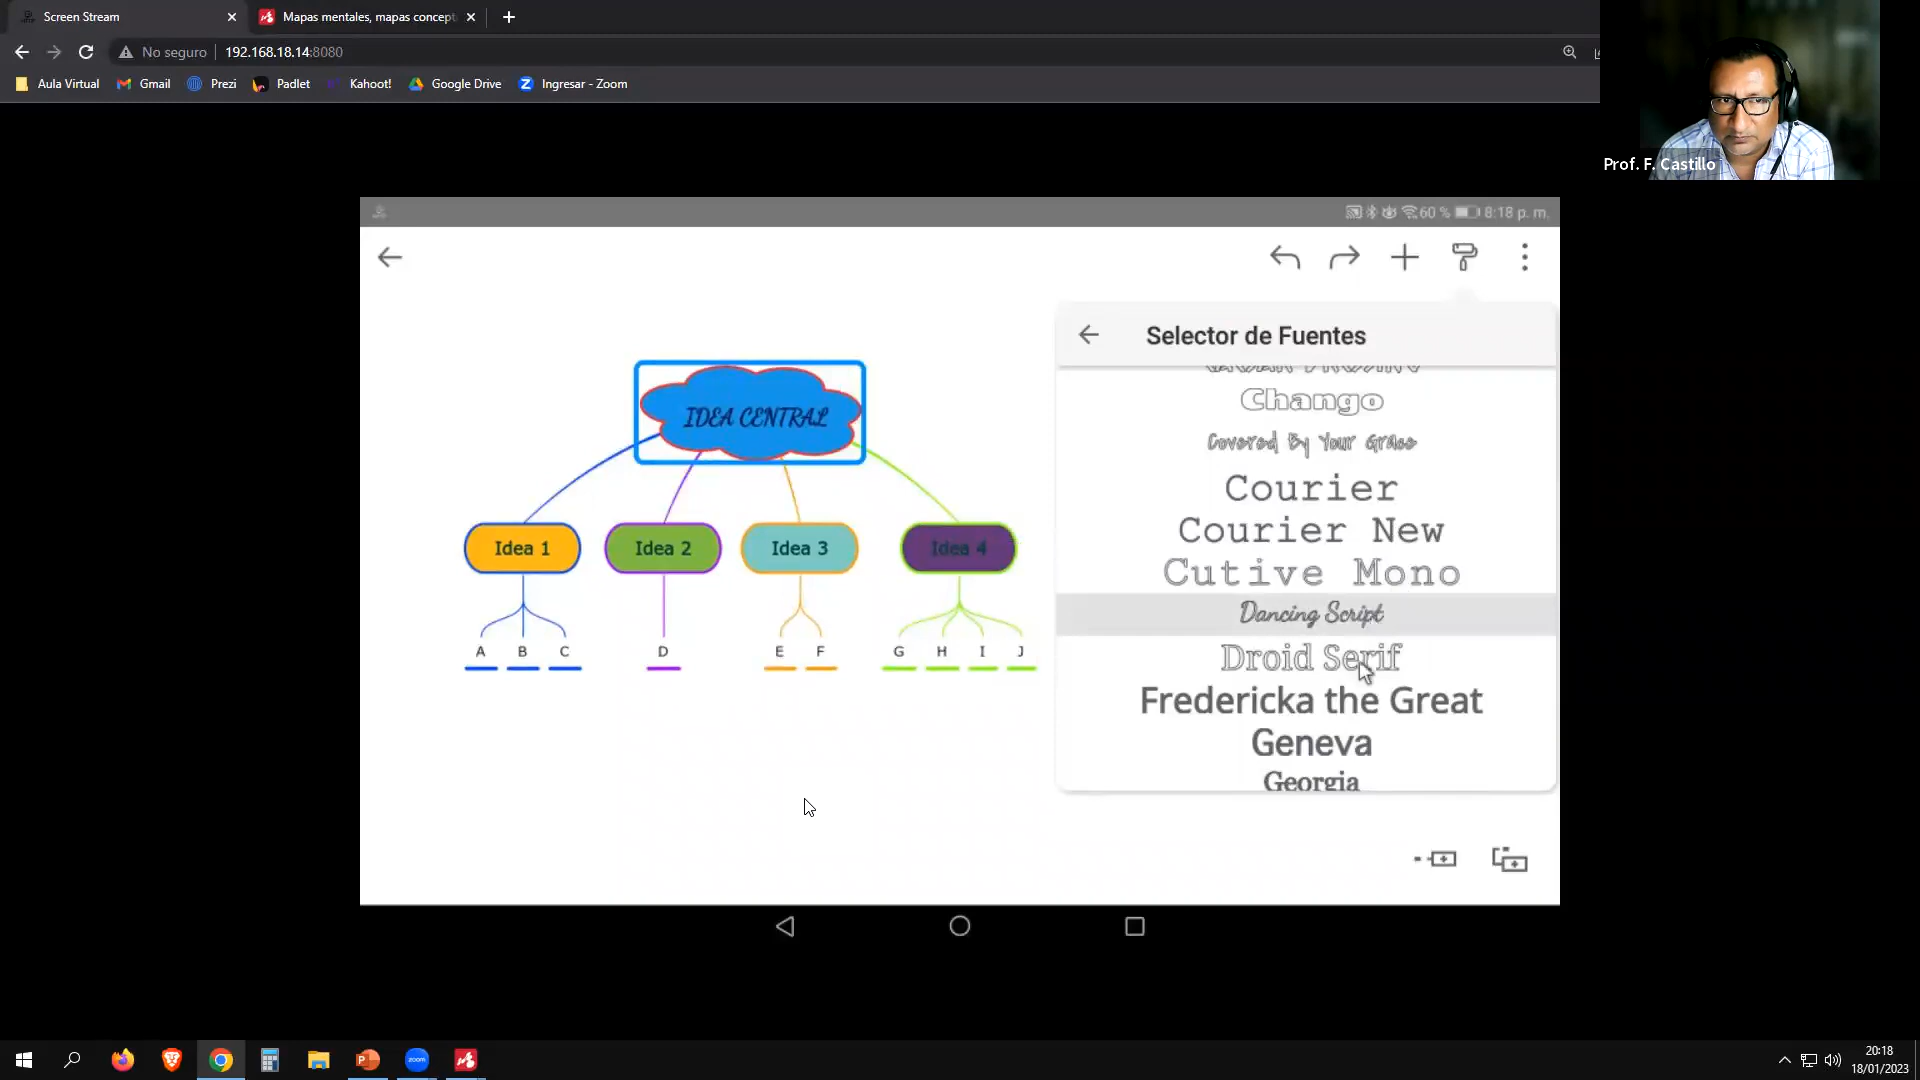 Screen Stream
Mapas mentales, mapas concept
No seguro
192.168.18.14:8080
Aula Virtual
Gmail
Prezi
Padlet
Kahoot!
Google Drive
Ingresar - Zoom
Prof. F. Castillo
60 %
8:18 p. m.
Selector de Fuentes
Chango
Covered By Your Grace
Courier
Courier New
Cutive Mono
Dancing Script
Droid Serif
Fredericka the Great
Geneva
Georgia
IDEA CENTRAL
Idea 1
Idea 2
Idea 3
Idea 4
A B C D E F G H I J
zoom
20:18
18/01/2023